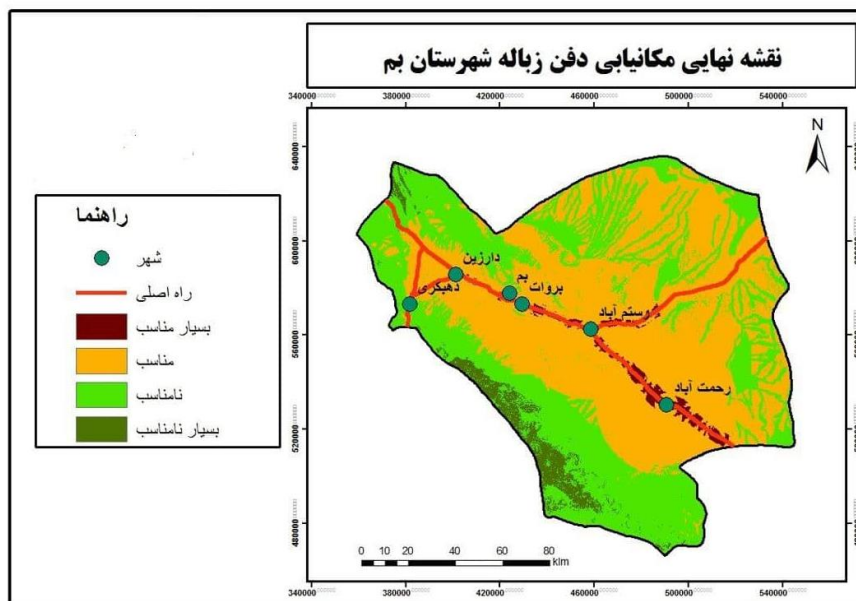 نقشه نهایی مکانیابی دفن زباله شهرستان بم
340000 380000 420000 460000 500000 540000
N
640000
600000
560000
520000
480000
راهنما
شهر
راه اصلی
بسیار مناسب
مناسب
نامناسب
بسیار نامناسب
دارزین
دهبکری
بم
بروات
روستم آباد
رحمت آباد
0 10 20 40 60 80
klm
340000 380000 420000 460000 500000 540000